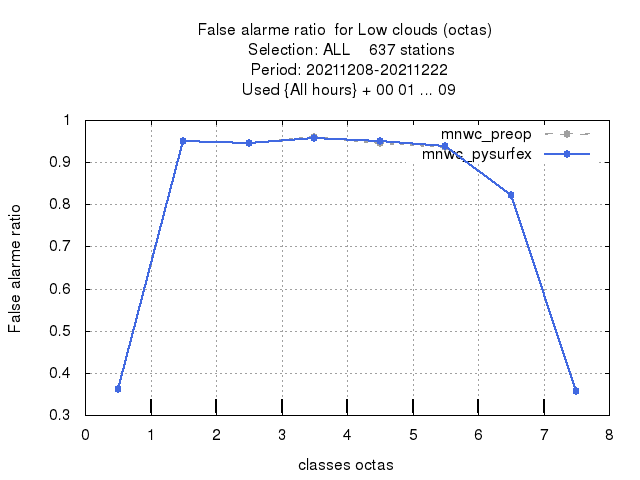 False alarme ratio  for Low clouds (octas)
Selection: ALL    637 stations
Period: 20211208-20211222
Used {All hours} + 00 01 ... 09
mnwc_preop
mnwc_pysurfex
1
0.9
0.8
0.7
0.6
0.5
0.4
0.3
False alarme ratio
0 1 2 3 4 5 6 7 8
classes octas